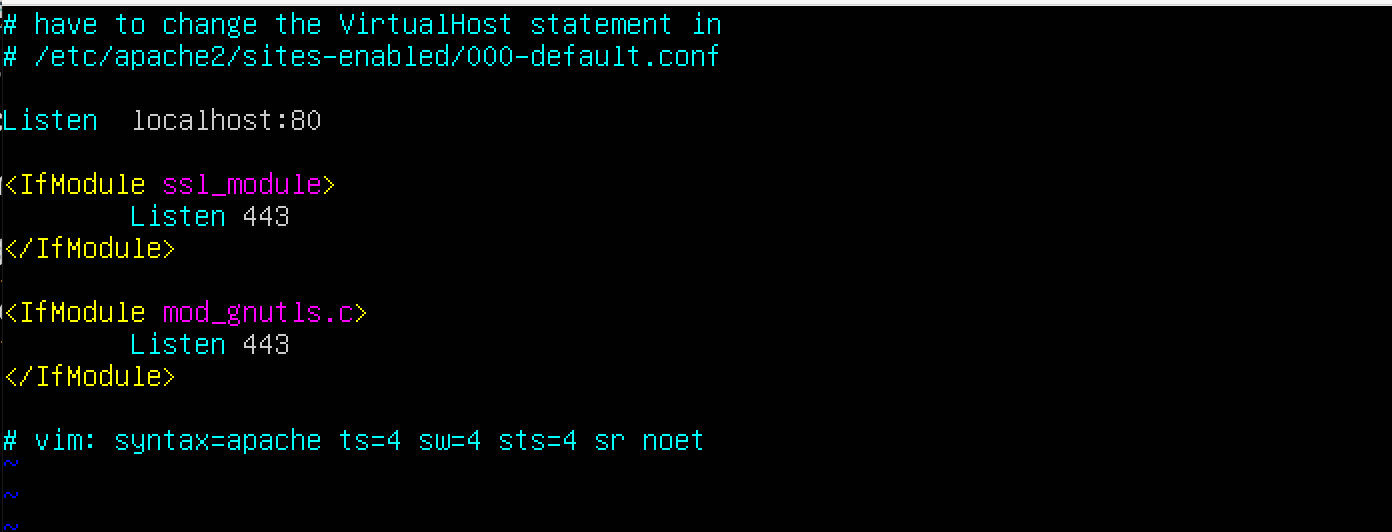 # have to change the VirtualHost statement in
# /etc/apache2/sites-enabled/000-default.conf
Listen  localhost:80
<IfModule ssl_module>
        Listen 443
</IfModule>
<IfModule mod_gnutls.c>
        Listen 443
</IfModule>
# vim: syntax=apache ts=4 sw=4 sts=4 sr noet
~
~
~